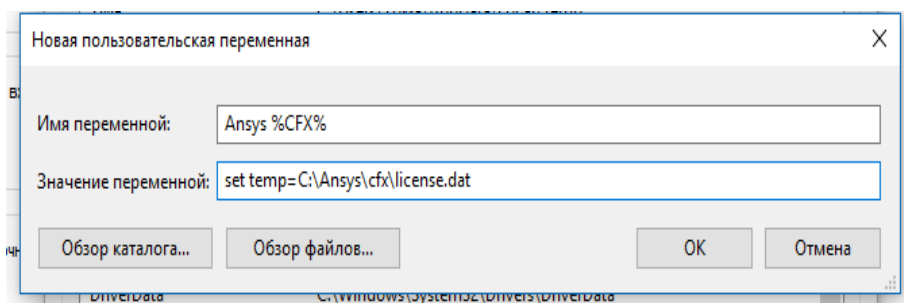 Новая пользовательская переменная
Имя переменной:
Ansys %CFX%
Значение переменной:
set temp=C:\Ansys\cfx\license.dat
Обзор каталога...
Обзор файлов...
OK
Отмена
DriverData
C:\Windows\System32\Drivers\DriverData